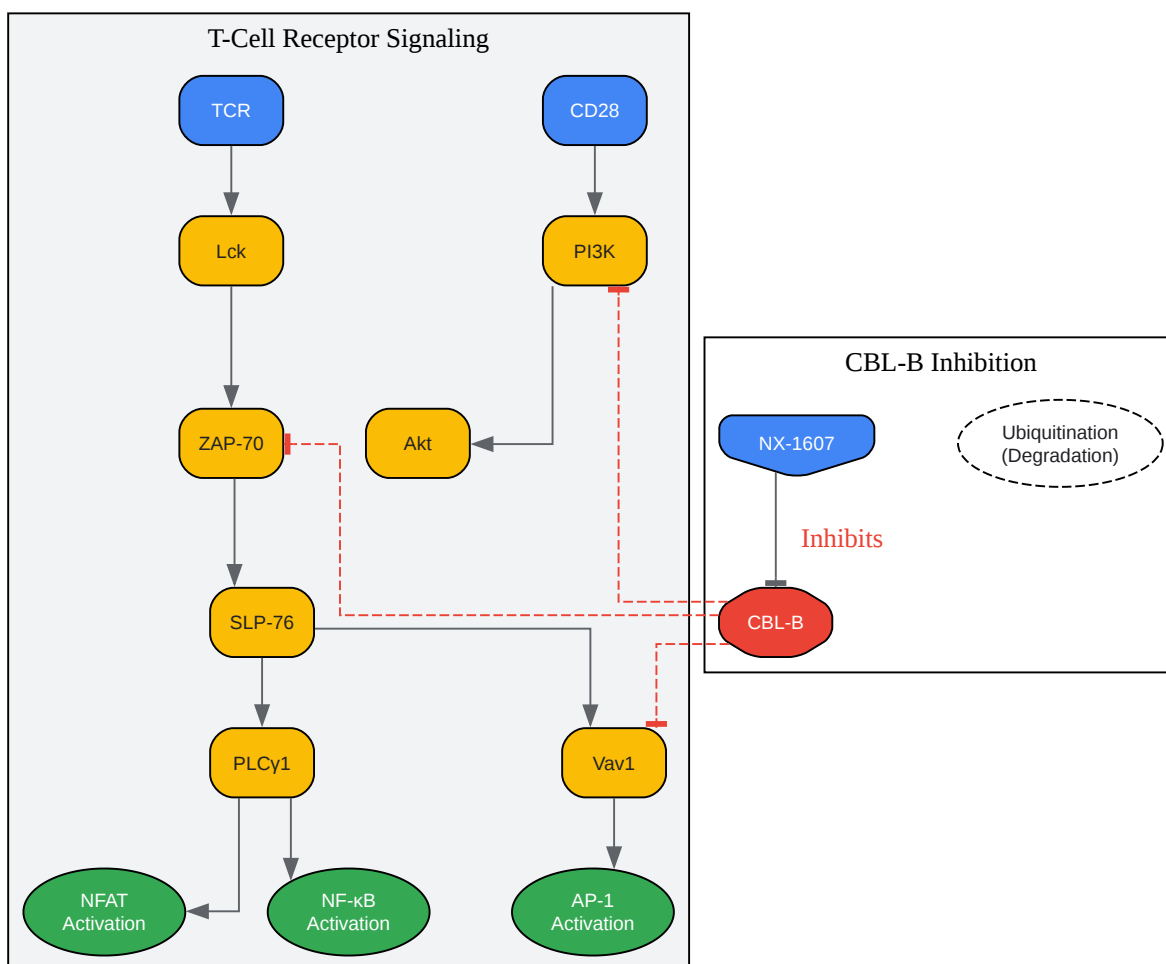 T-Cell Receptor Signaling
TCR
CD28
Lck
PI3K
ZAP-70
Akt
SLP-76
PLCγ1
Vav1
NFAT
Activation
NF-κB
Activation
AP-1
Activation
CBL-B Inhibition
NX-1607
Ubiquitination
(Degradation)
Inhibits
CBL-B